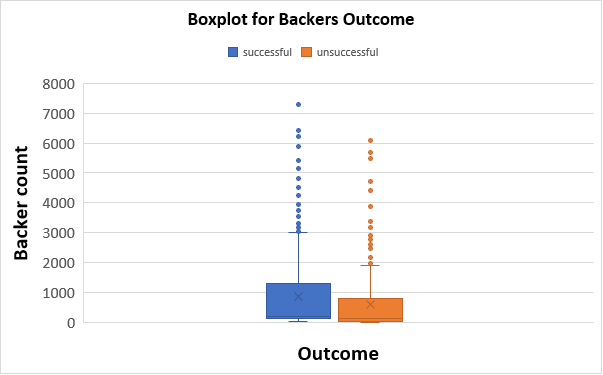 Boxplot for Backers Outcome
successful unsuccessful
8000
7000
6000
5000
4000
3000
2000
1000
0
Backer count
Outcome